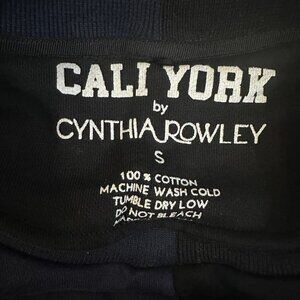 CALI YORK
by
CYNTHIA ROWLEY
S
100% COTTON
MACHINE WASH COLD
TUMBLE DRY LOW
DO NOT BLEACH